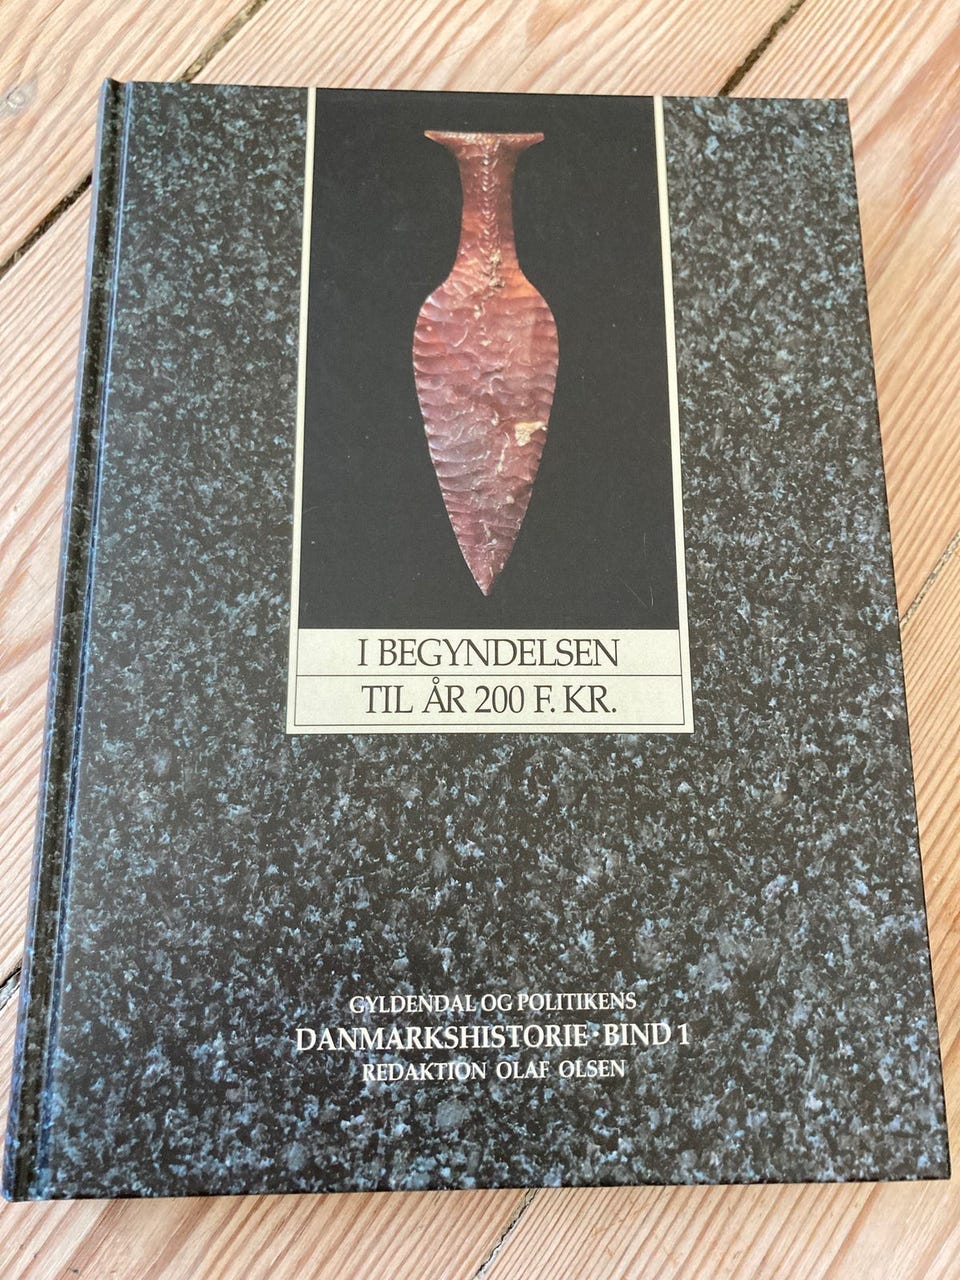 I BEGYNDELSEN
TIL ÅR 200 F. KR.
GYLDENDAL OG POLITIKENS
DANMARKSHISTORIE · BIND 1
REDAKTION OLAF OLSEN